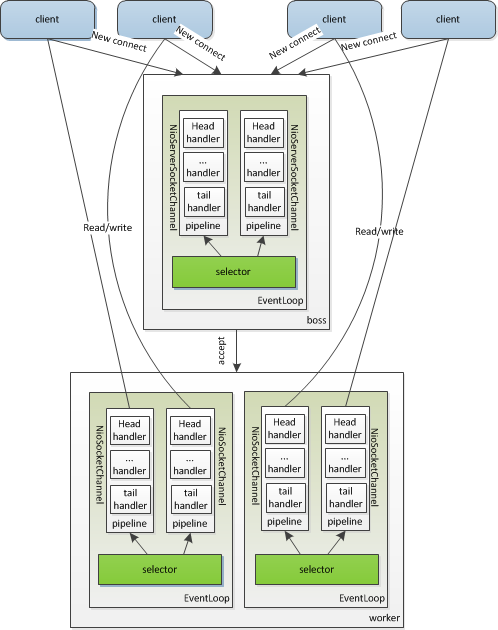 client
client
client
client
New connect
New connect
New connect
New connect
NioServerSocketChannel
Head
handler
...
handler
tail
handler
pipeline
Head
handler
...
handler
tail
handler
pipeline
NioServerSocketChannel
selector
EventLoop
boss
Read/write
Read/write
accept
NioSocketChannel
Head
handler
...
handler
tail
handler
pipeline
Head
handler
...
handler
tail
handler
pipeline
NioSocketChannel
selector
EventLoop
NioSocketChannel
Head
handler
...
handler
tail
handler
pipeline
Head
handler
...
handler
tail
handler
pipeline
NioSocketChannel
selector
EventLoop
worker